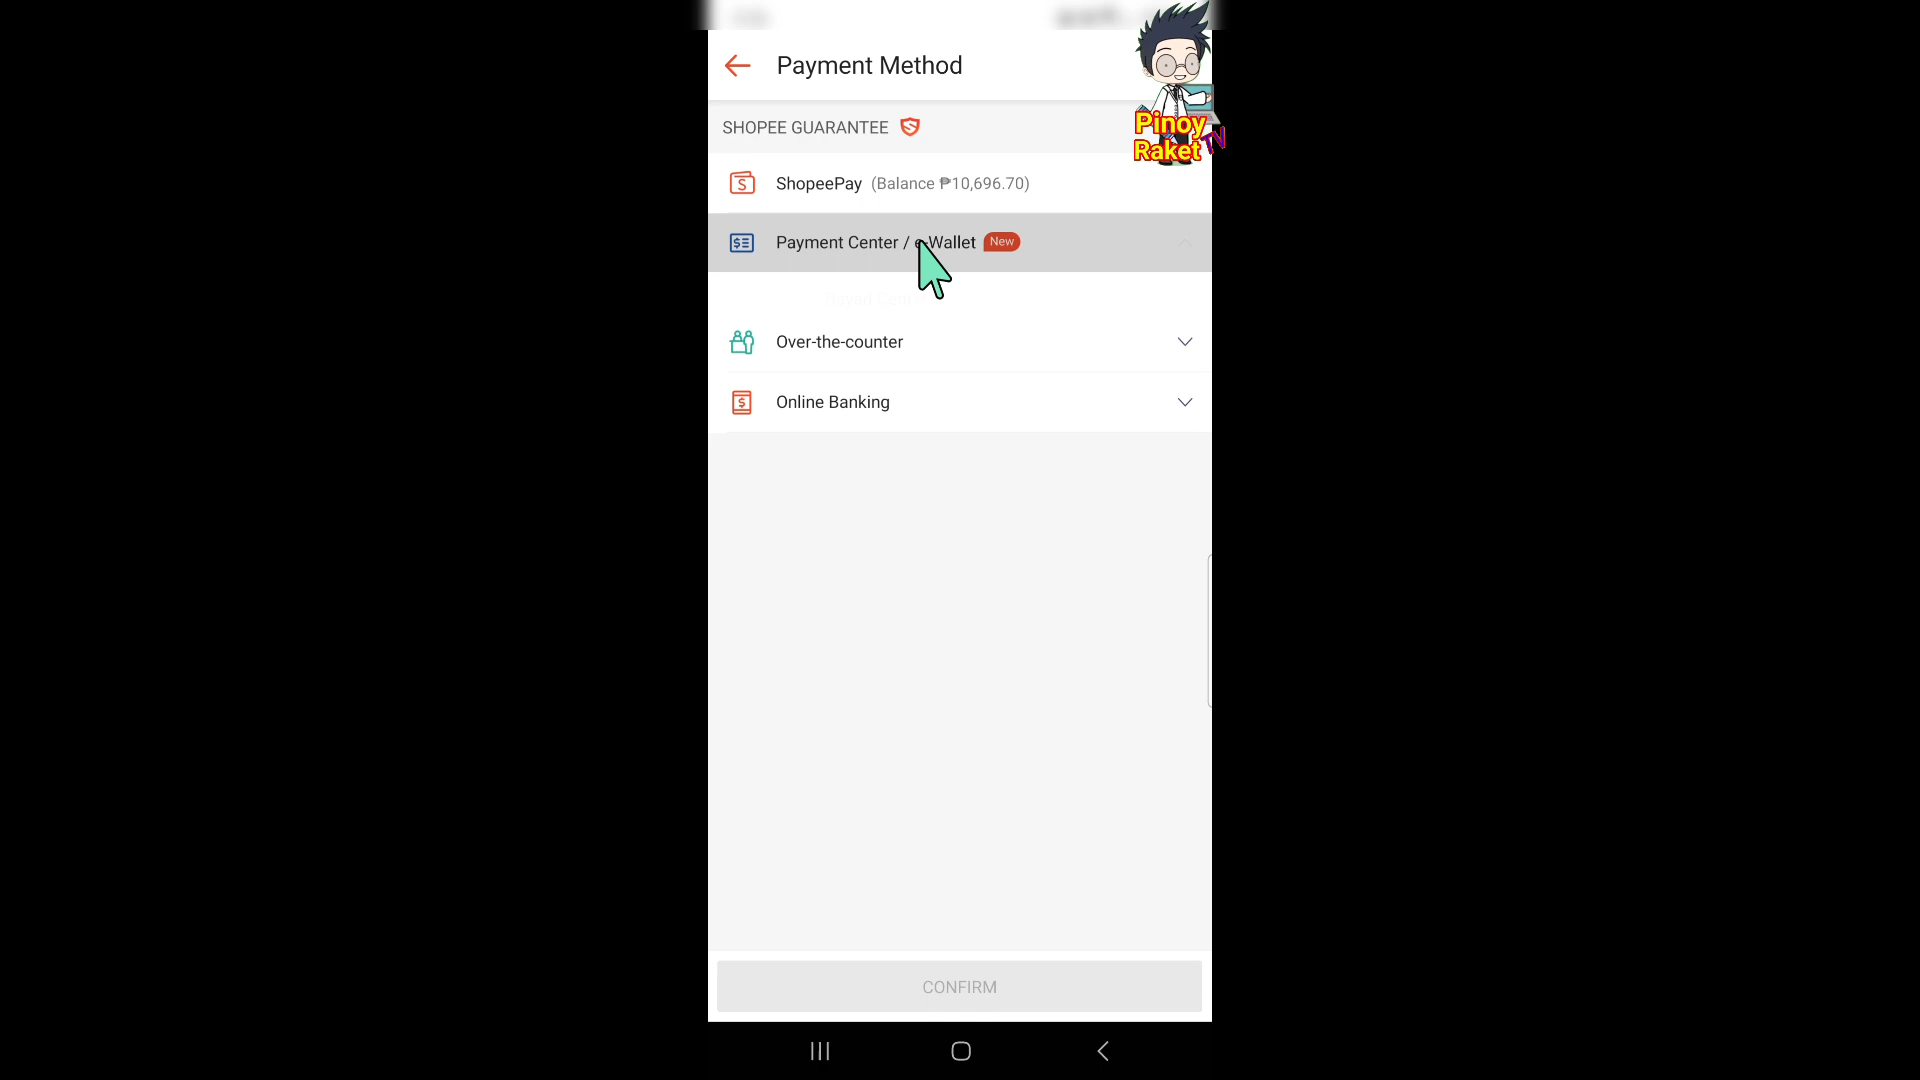 Payment Method
SHOPEE GUARANTEE
Pinoy
Raket TV
ShopeePay (Balance ₱10,696.70)
Payment Center / e-Wallet New
Over-the-counter
Online Banking
CONFIRM